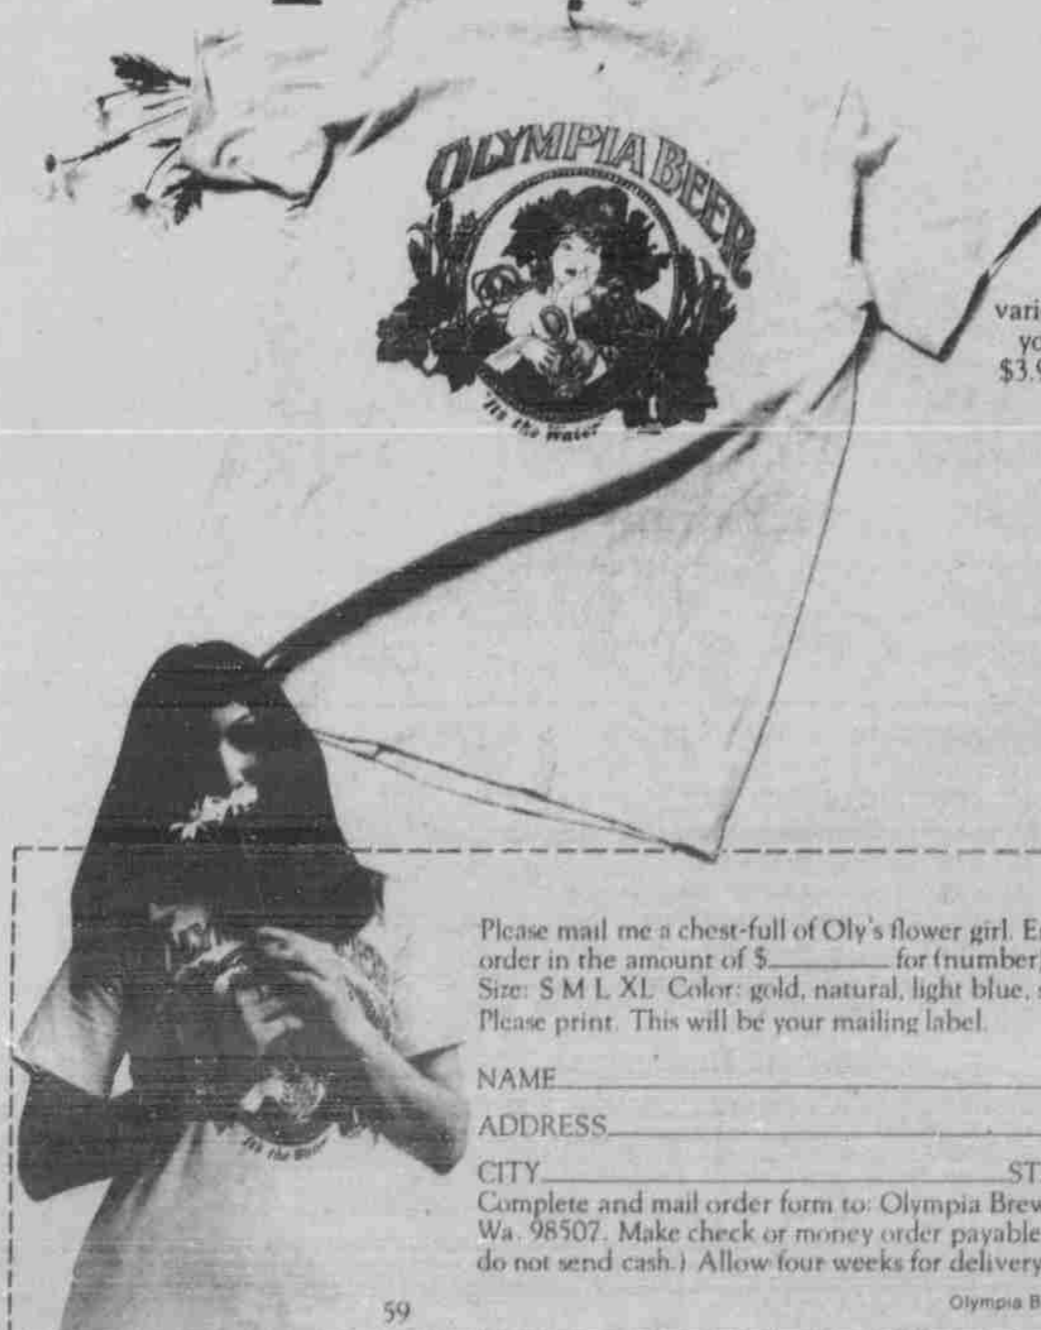 OLYMPIA BEER
"It's the Water"
vari
yo
$3.9
Please mail me a chest-full of Oly's flower girl. E
order in the amount of $ for (number
Size: S M L XL Color: gold, natural, light blue, s
Please print. This will be your mailing label.
NAME
ADDRESS
CITY ST
Complete and mail order form to: Olympia Brew
Wa. 98507. Make check or money order payable
do not send cash.) Allow four weeks for delivery
It's the Water
59
Olympia B